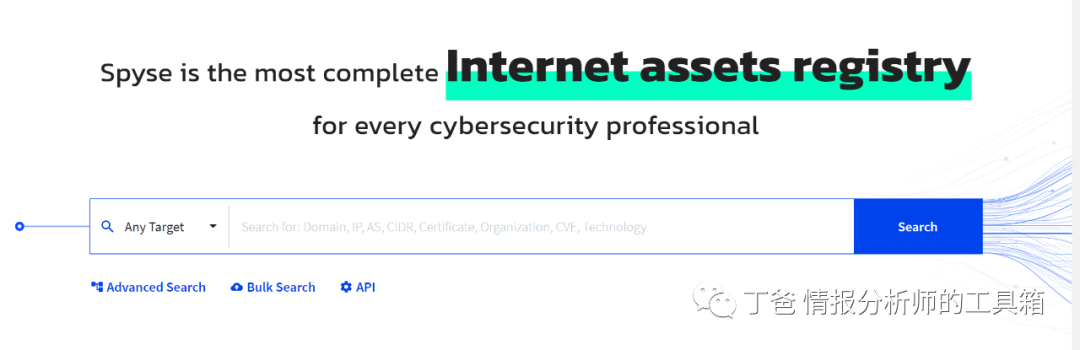 Spyse is the most complete Internet assets registry
for every cybersecurity professional
Any Target Search for: Domain, IP, AS, CIDR, Certificate, Organization, CVE, Technology Search
Advanced Search Bulk Search API
丁爸 情报分析师的工具箱